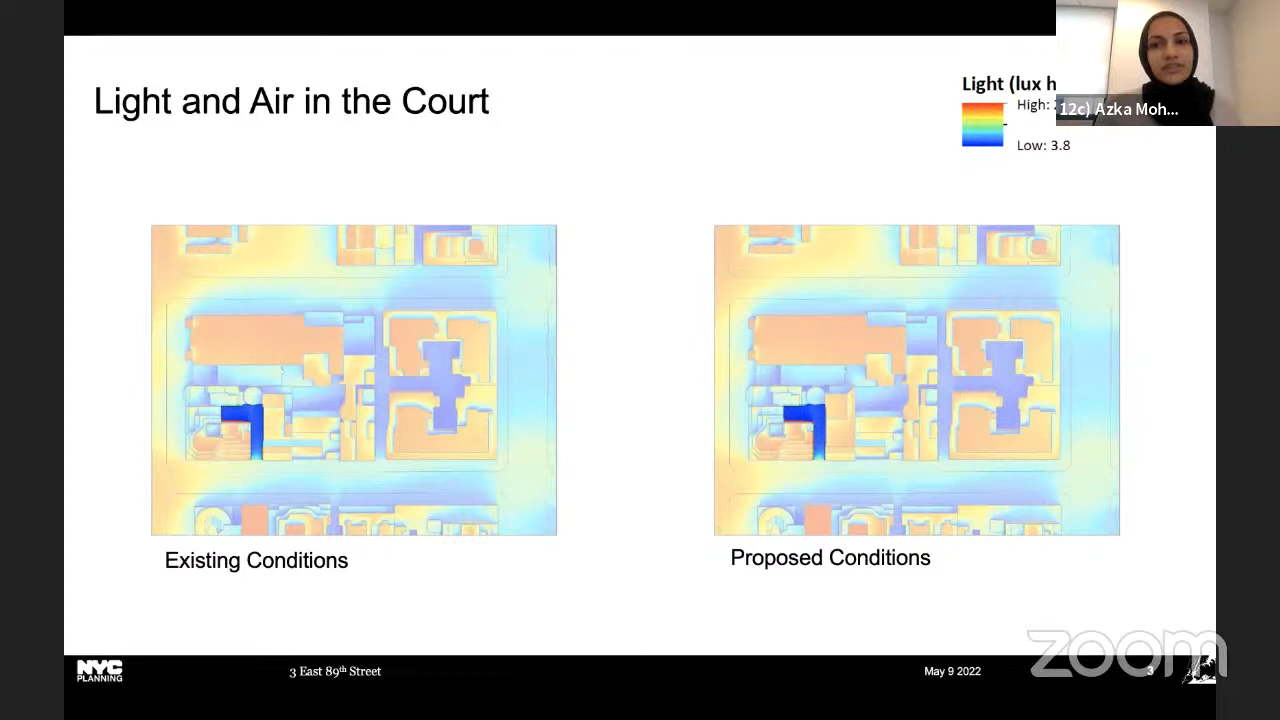 Light and Air in the Court
Light (lux h
High:
Low: 3.8
12c) Azka Moh...
Existing Conditions
Proposed Conditions
NYC
PLANNING
3 East 89th Street
May 9 2022
3
zoom